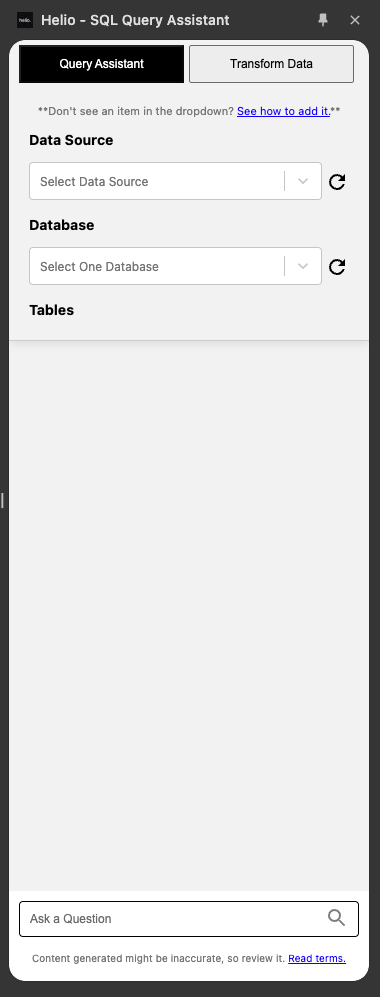 helio.
Helio - SQL Query Assistant
Query Assistant
Transform Data
**Don't see an item in the dropdown? See how to add it.**
Data Source
Select Data Source
Database
Select One Database
Tables
Ask a Question
Content generated might be inaccurate, so review it. Read terms.